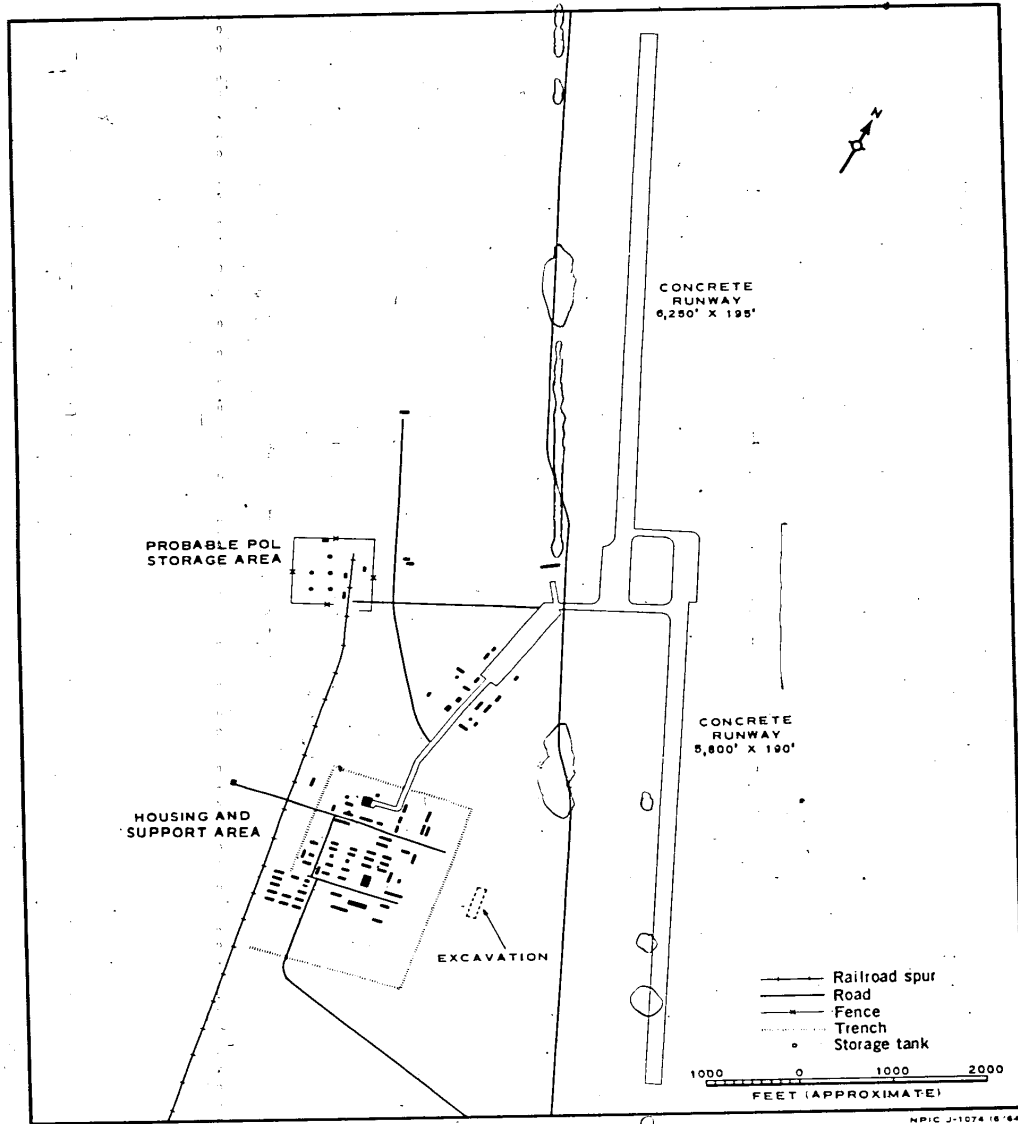 N
CONCRETE
RUNWAY
6,250' X 195'
PROBABLE POL
STORAGE AREA
CONCRETE
RUNWAY
5,800' X 190'
HOUSING AND
SUPPORT AREA
EXCAVATION
Railroad spur
Road
Fence
Trench
Storage tank
1000 0 1000 2000
FEET (APPROXIMATE)
NPIC J-1074